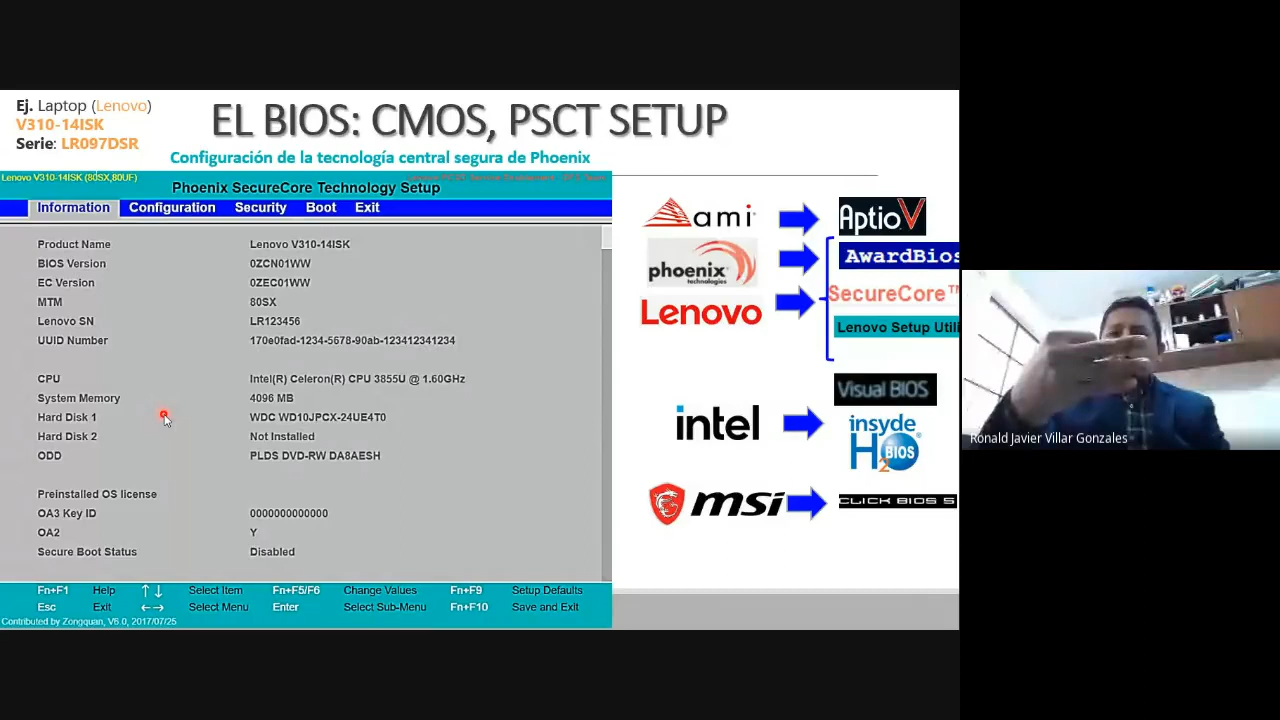 Ej. Laptop (Lenovo)
V310-14ISK
Serie: LR097DSR
EL BIOS: CMOS, PSCT SETUP
Configuración de la tecnología central segura de Phoenix
Lenovo V310-14ISK (80SX,80UF)
Phoenix SecureCore Technology Setup
Information Configuration Security Boot Exit
Product Name Lenovo V310-14ISK
BIOS Version 0ZCN01WW
EC Version 0ZEC01WW
MTM 80SX
Lenovo SN LR123456
UUID Number 170e0fad-1234-5678-90ab-123412341234
CPU Intel(R) Celeron(R) CPU 3855U @ 1.60GHz
System Memory 4096 MB
Hard Disk 1 WDC WD10JPCX-24UE4T0
Hard Disk 2 Not Installed
ODD PLDS DVD-RW DA8AESH
Preinstalled OS license
OA3 Key ID 0000000000000
OA2 Y
Secure Boot Status Disabled
Fn+F1 Help ↑ ↓ Select Item Fn+F5/F6 Change Values Fn+F9 Setup Defaults
Esc Exit ←→ Select Menu Enter Select Sub-Menu Fn+F10 Save and Exit
Contributed by Zongquan, V6.0, 2017/07/25
ami
Aptio V
phoenix
technologies
AwardBios
SecureCore™
Lenovo
Lenovo Setup Utili
Visual BIOS
intel
insyde
H2BIOS
msi
CLICK BIOS 5
Ronald Javier Villar Gonzales